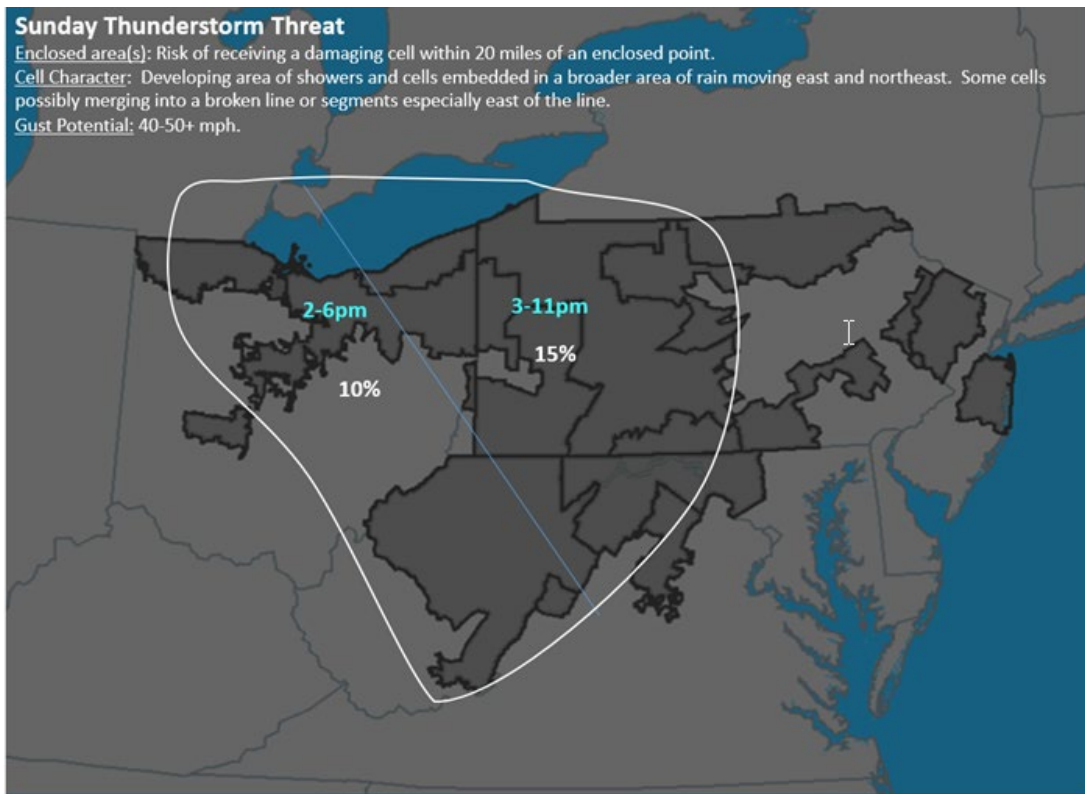 Sunday Thunderstorm Threat
Enclosed area(s): Risk of receiving a damaging cell within 20 miles of an enclosed point.
Cell Character:  Developing area of showers and cells embedded in a broader area of rain moving east and northeast.  Some cells
possibly merging into a broken line or segments especially east of the line.
Gust Potential: 40-50+ mph.
2-6pm
3-11pm
15%
10%